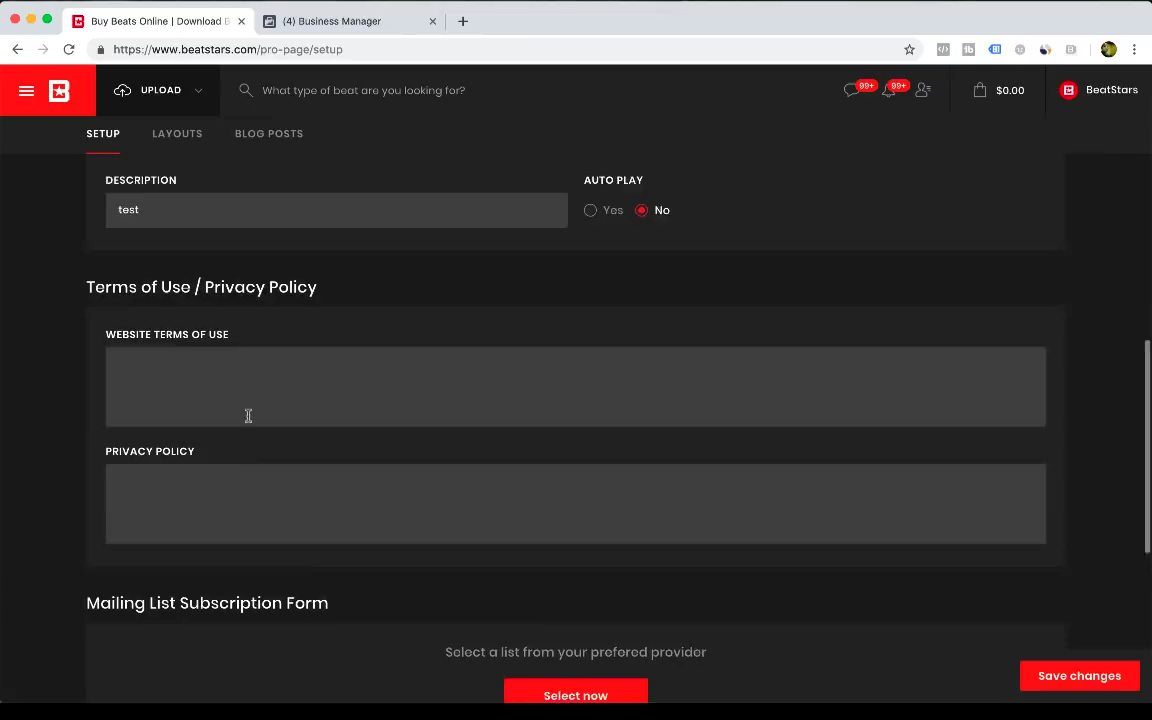 Buy Beats Online | Download B
(4) Business Manager
https://www.beatstars.com/pro-page/setup
UPLOAD
What type of beat are you looking for?
99+
99+
$0.00
BeatStars
SETUP
LAYOUTS
BLOG POSTS
DESCRIPTION
AUTO PLAY
test
Yes
No
Terms of Use / Privacy Policy
WEBSITE TERMS OF USE
PRIVACY POLICY
Mailing List Subscription Form
Select a list from your prefered provider
Select now
Save changes